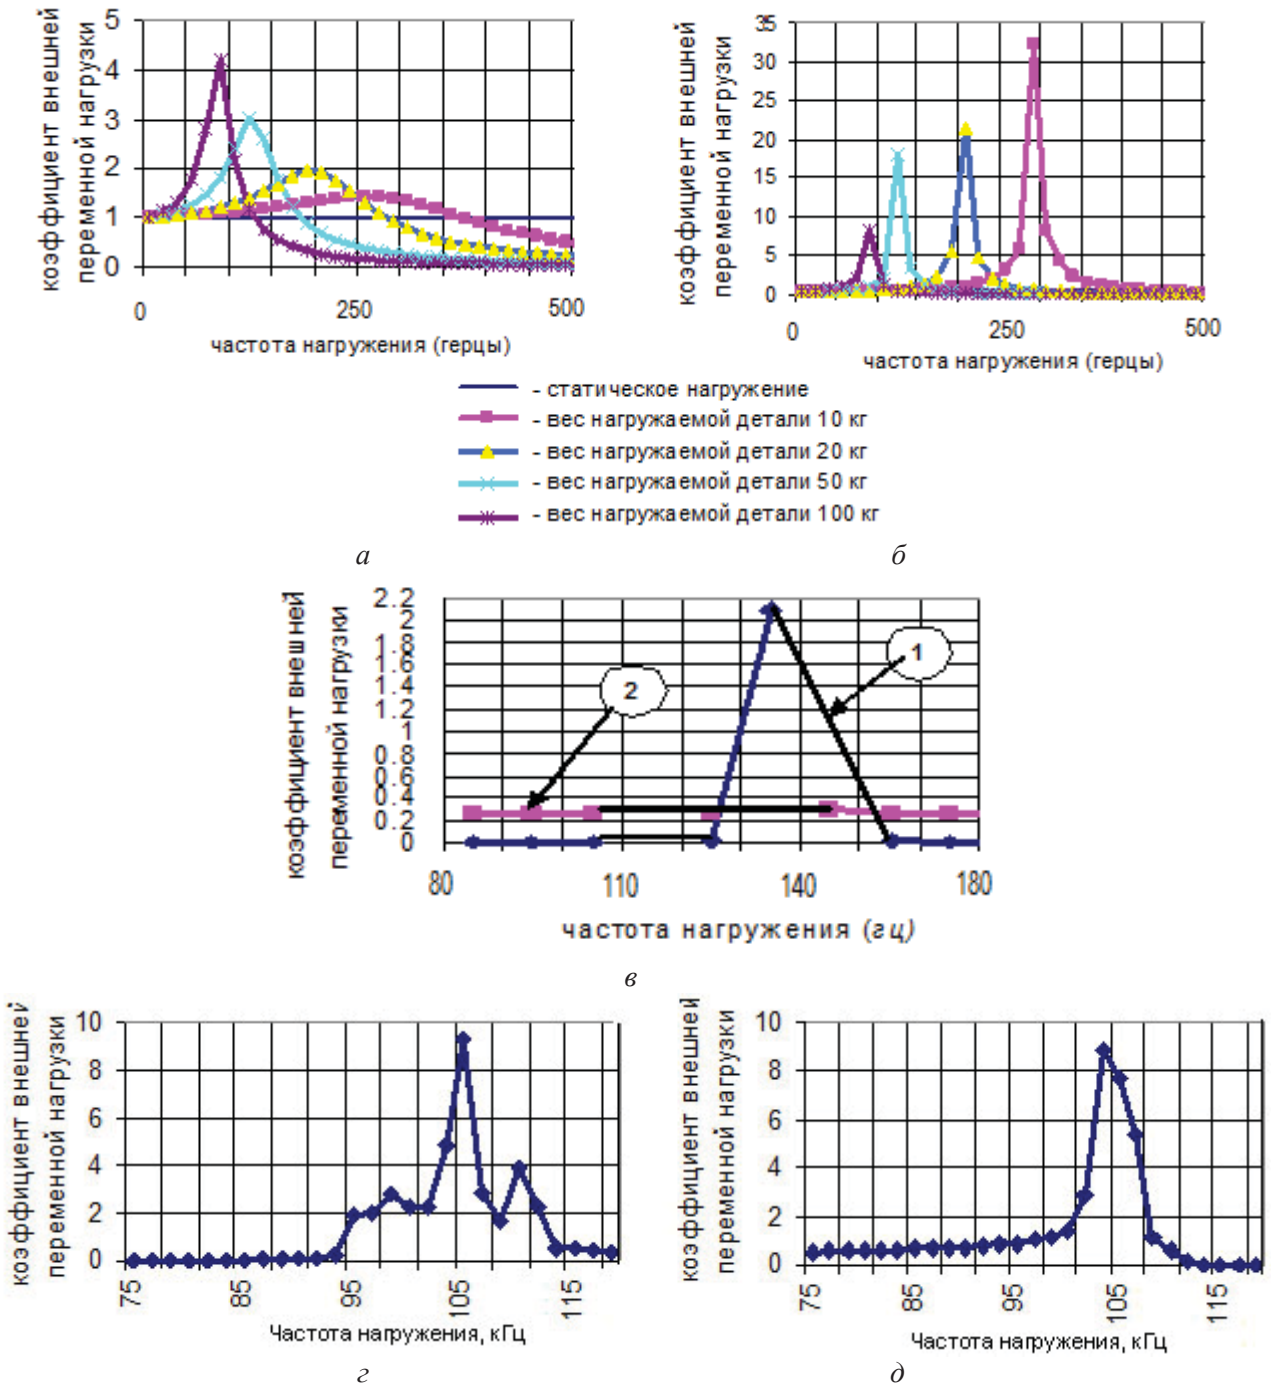 коэффициент внешней
переменной нагрузки
5
4
3
2
1
0
0
250
500
частота нагружения (герцы)
коэффициент внешней
переменной нагрузки
35
30
25
20
15
10
5
0
0
250
500
частота нагружения (герцы)
- статическое нагружение
- вес нагружаемой детали 10 кг
- вес нагружаемой детали 20 кг
- вес нагружаемой детали 50 кг
- вес нагружаемой детали 100 кг
а
б
коэффициент внешней
переменной нагрузки
2.2
2
1.8
1.6
1.4
1.2
1
0.8
0.6
0.4
0.2
0
1
2
80
110
140
180
частота нагружения (гц)
в
коэффициент внешней
переменной нагрузки
10
8
6
4
2
0
75
85
95
105
115
Частота нагружения, кГц
г
коэффициент внешней
переменной нагрузки
10
8
6
4
2
0
75
85
95
105
115
Частота нагружения, кГц
д